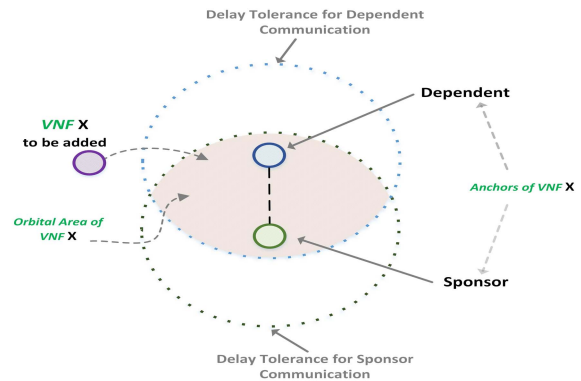 Delay Tolerance for Dependent
Communication
Dependent
VNF X
to be added
Anchors of VNF X
Orbital Area of
VNF X
Sponsor
Delay Tolerance for Sponsor
Communication